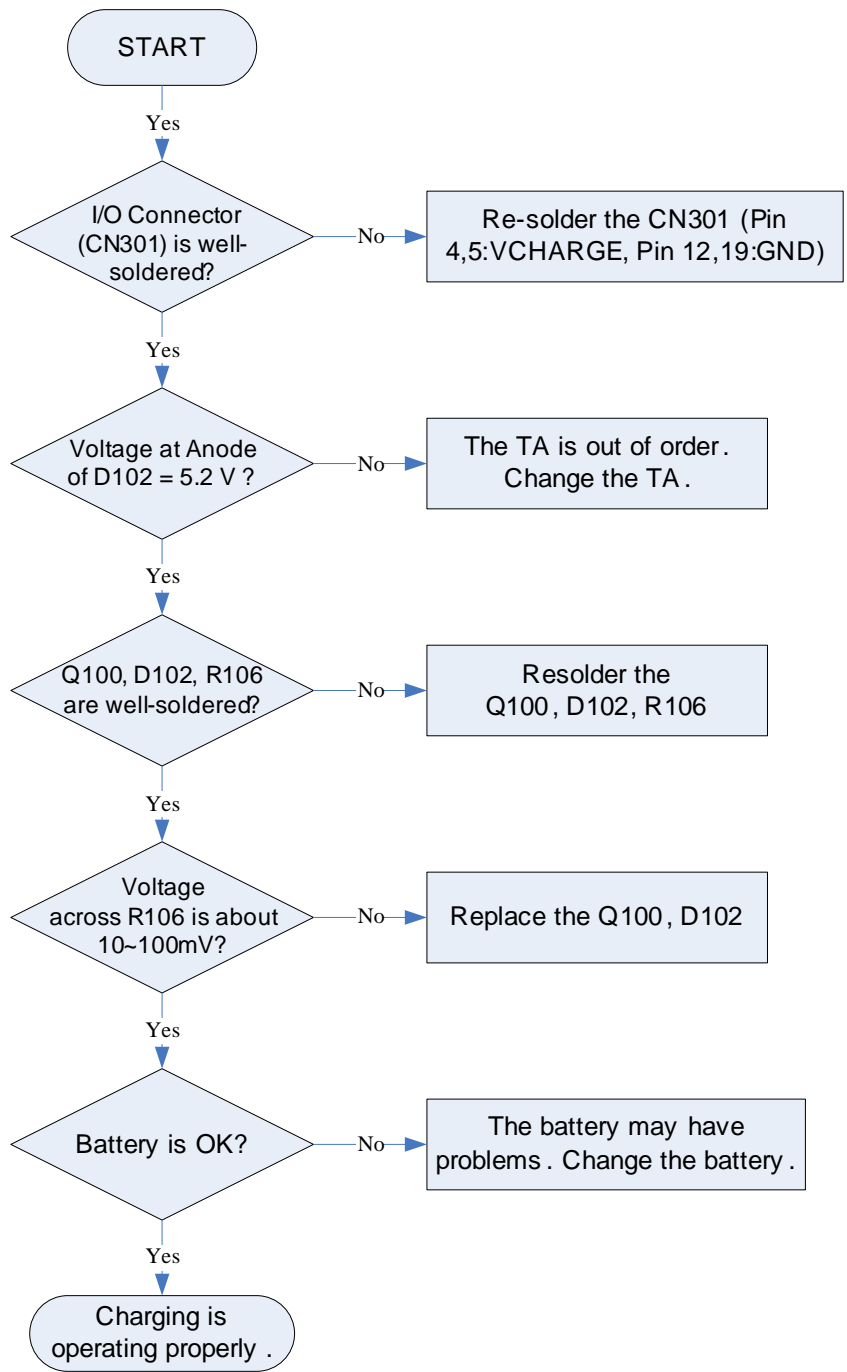 START
Yes
I/O Connector
(CN301) is well-
soldered?
No
Re-solder the CN301 (Pin
4,5:VCHARGE, Pin 12,19:GND)
Yes
Voltage at Anode
of D102 = 5.2 V ?
No
The TA is out of order.
Change the TA.
Yes
Q100, D102, R106
are well-soldered?
No
Resolder the
Q100, D102, R106
Yes
Voltage
across R106 is about
10~100mV?
No
Replace the Q100, D102
Yes
Battery is OK?
No
The battery may have
problems. Change the battery.
Yes
Charging is
operating properly.